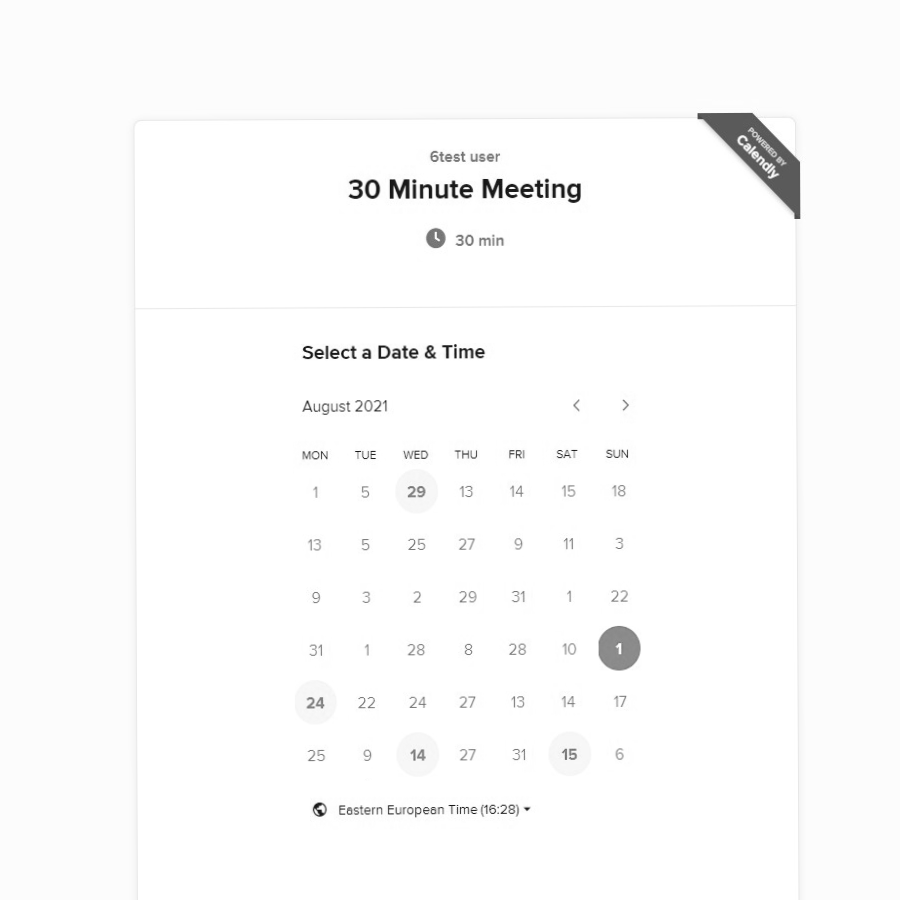 POWERED BY
Calendly
6test user
30 Minute Meeting
30 min
Select a Date & Time
August 2021
MON TUE WED THU FRI SAT SUN
1 5 29 13 14 15 18
13 5 25 27 9 11 3
9 3 2 29 31 1 22
31 1 28 8 28 10 1
24 22 24 27 13 14 17
25 9 14 27 31 15 6
Eastern European Time (16:28)